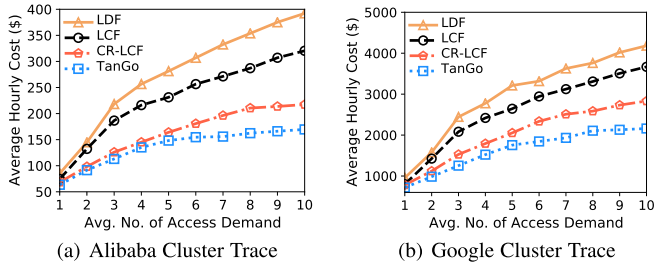 400
350
300
250
200
150
100
50
Average Hourly Cost ($)
LDF
LCF
CR-LCF
TanGo
1 2 3 4 5 6 7 8 9 10
Avg. No. of Access Demand
(a) Alibaba Cluster Trace
5000
4000
3000
2000
1000
Average Hourly Cost ($)
LDF
LCF
CR-LCF
TanGo
1 2 3 4 5 6 7 8 9 10
Avg. No. of Access Demand
(b) Google Cluster Trace